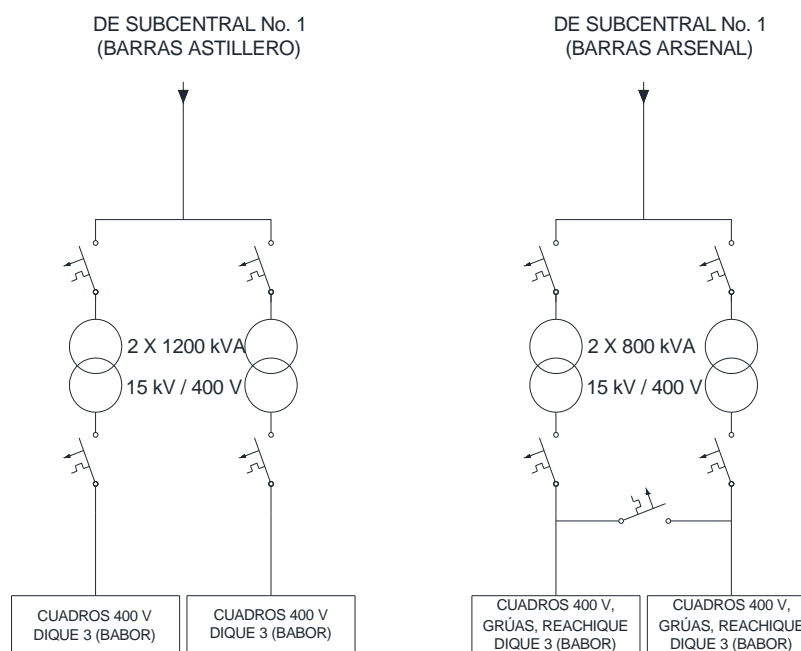 DE SUBCENTRAL No. 1
(BARRAS ASTILLERO)
DE SUBCENTRAL No. 1
(BARRAS ARSENAL)
2 X 1200 kVA
15 kV / 400 V
2 X 800 kVA
15 kV / 400 V
CUADROS 400 V
DIQUE 3 (BABOR)
CUADROS 400 V
DIQUE 3 (BABOR)
CUADROS 400 V,
GRÚAS, REACHIQUE
DIQUE 3 (BABOR)
CUADROS 400 V,
GRÚAS, REACHIQUE
DIQUE 3 (BABOR)